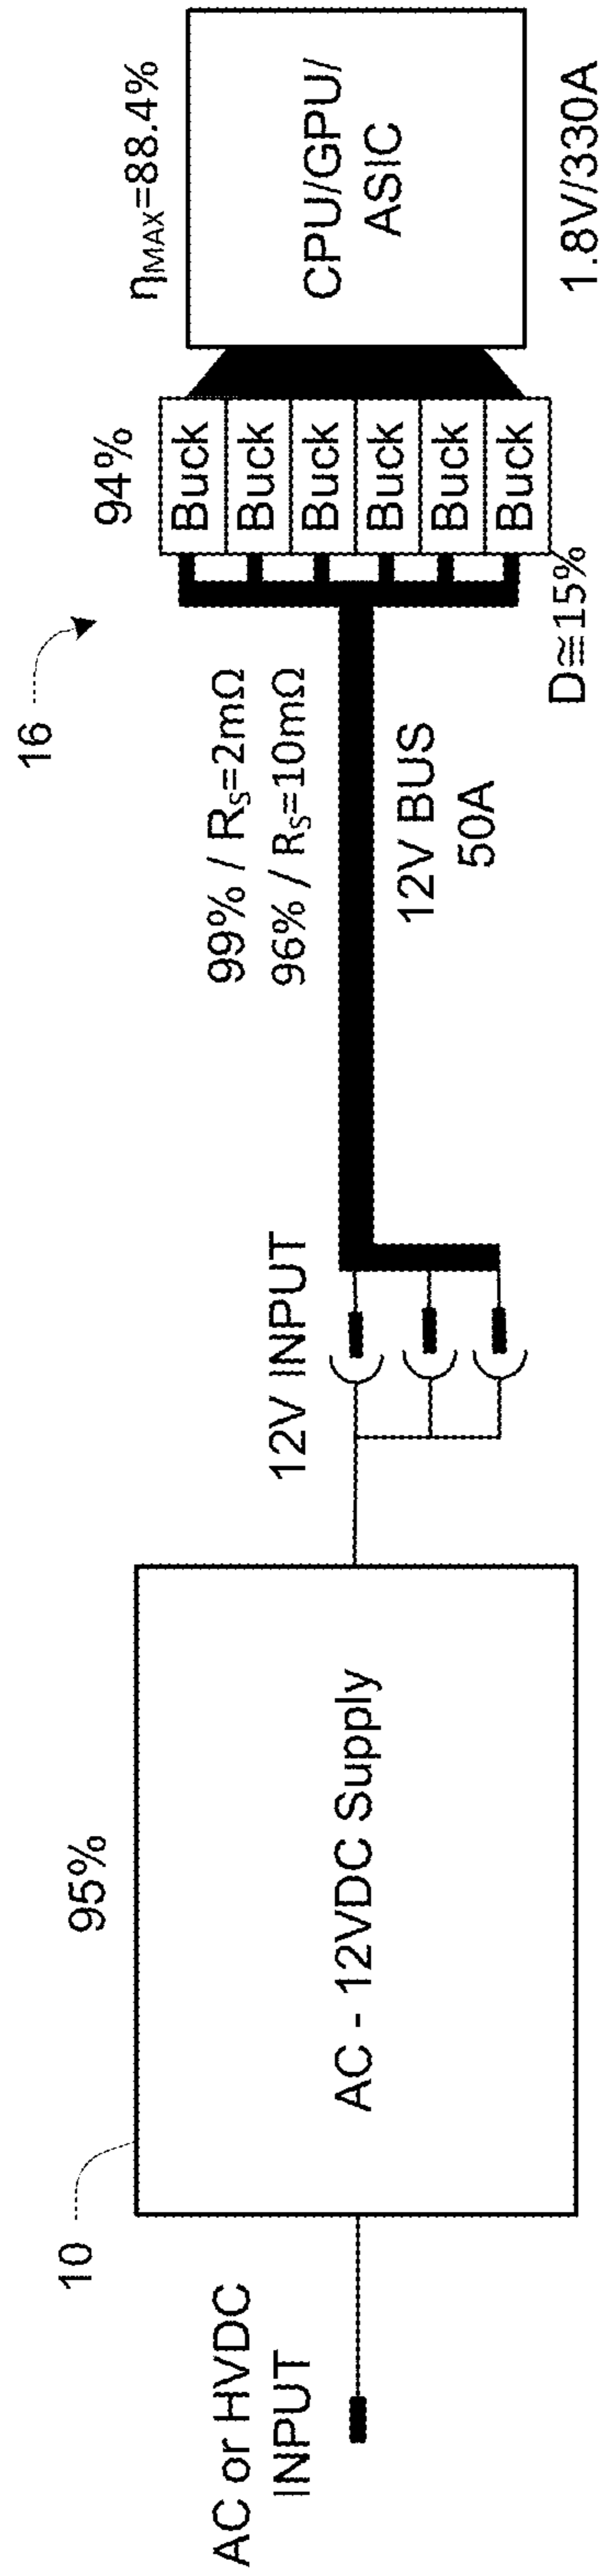 AC or HVDC
INPUT
10
95%
AC - 12VDC Supply
12V INPUT
99% / RS=2mΩ
96% / RS=10mΩ
12V BUS
50A
16
94%
Buck
Buck
Buck
Buck
Buck
Buck
D≅15%
ηMAX=88.4%
CPU/GPU/
ASIC
1.8V/330A